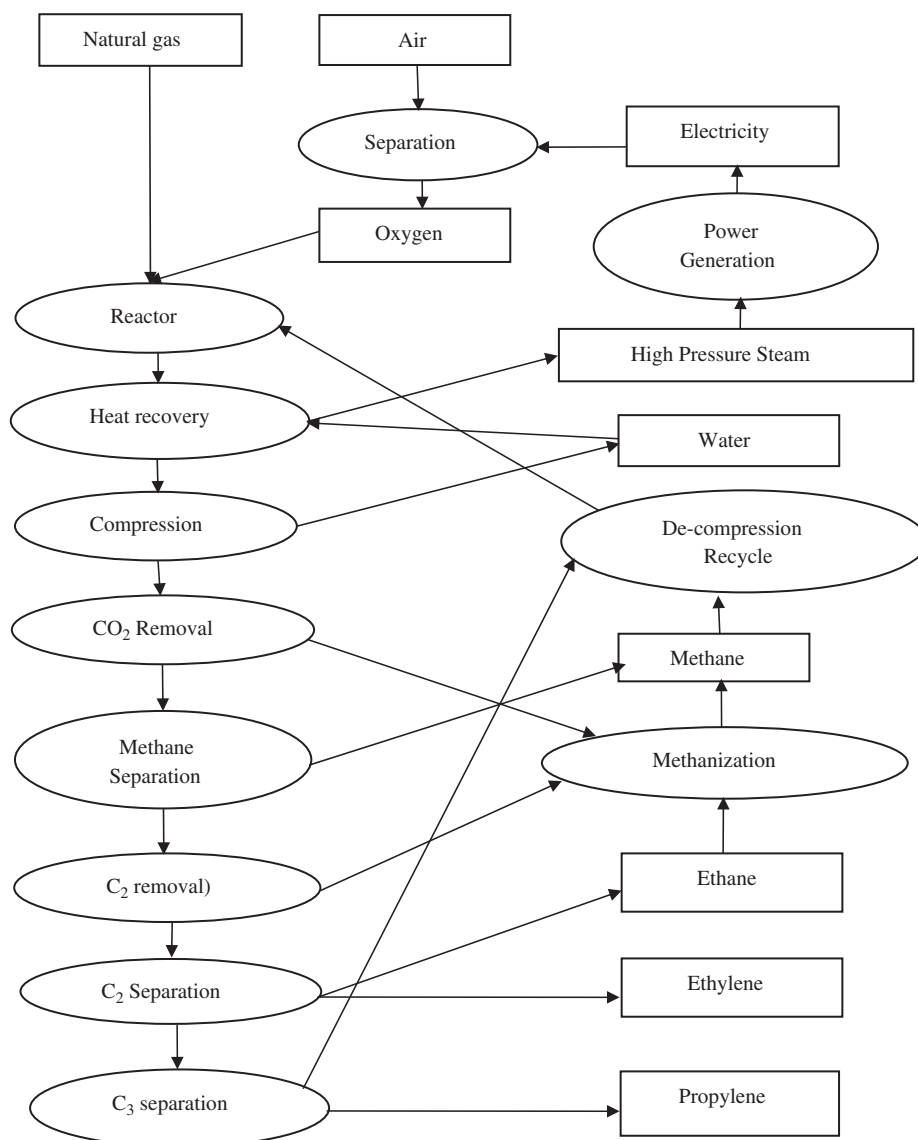 Natural gas
Air
Separation
Electricity
Oxygen
Power
Generation
Reactor
High Pressure Steam
Heat recovery
Water
Compression
De-compression
Recycle
CO₂ Removal
Methane
Methane
Separation
Methanization
C₂ removal)
Ethane
C₂ Separation
Ethylene
C₃ separation
Propylene